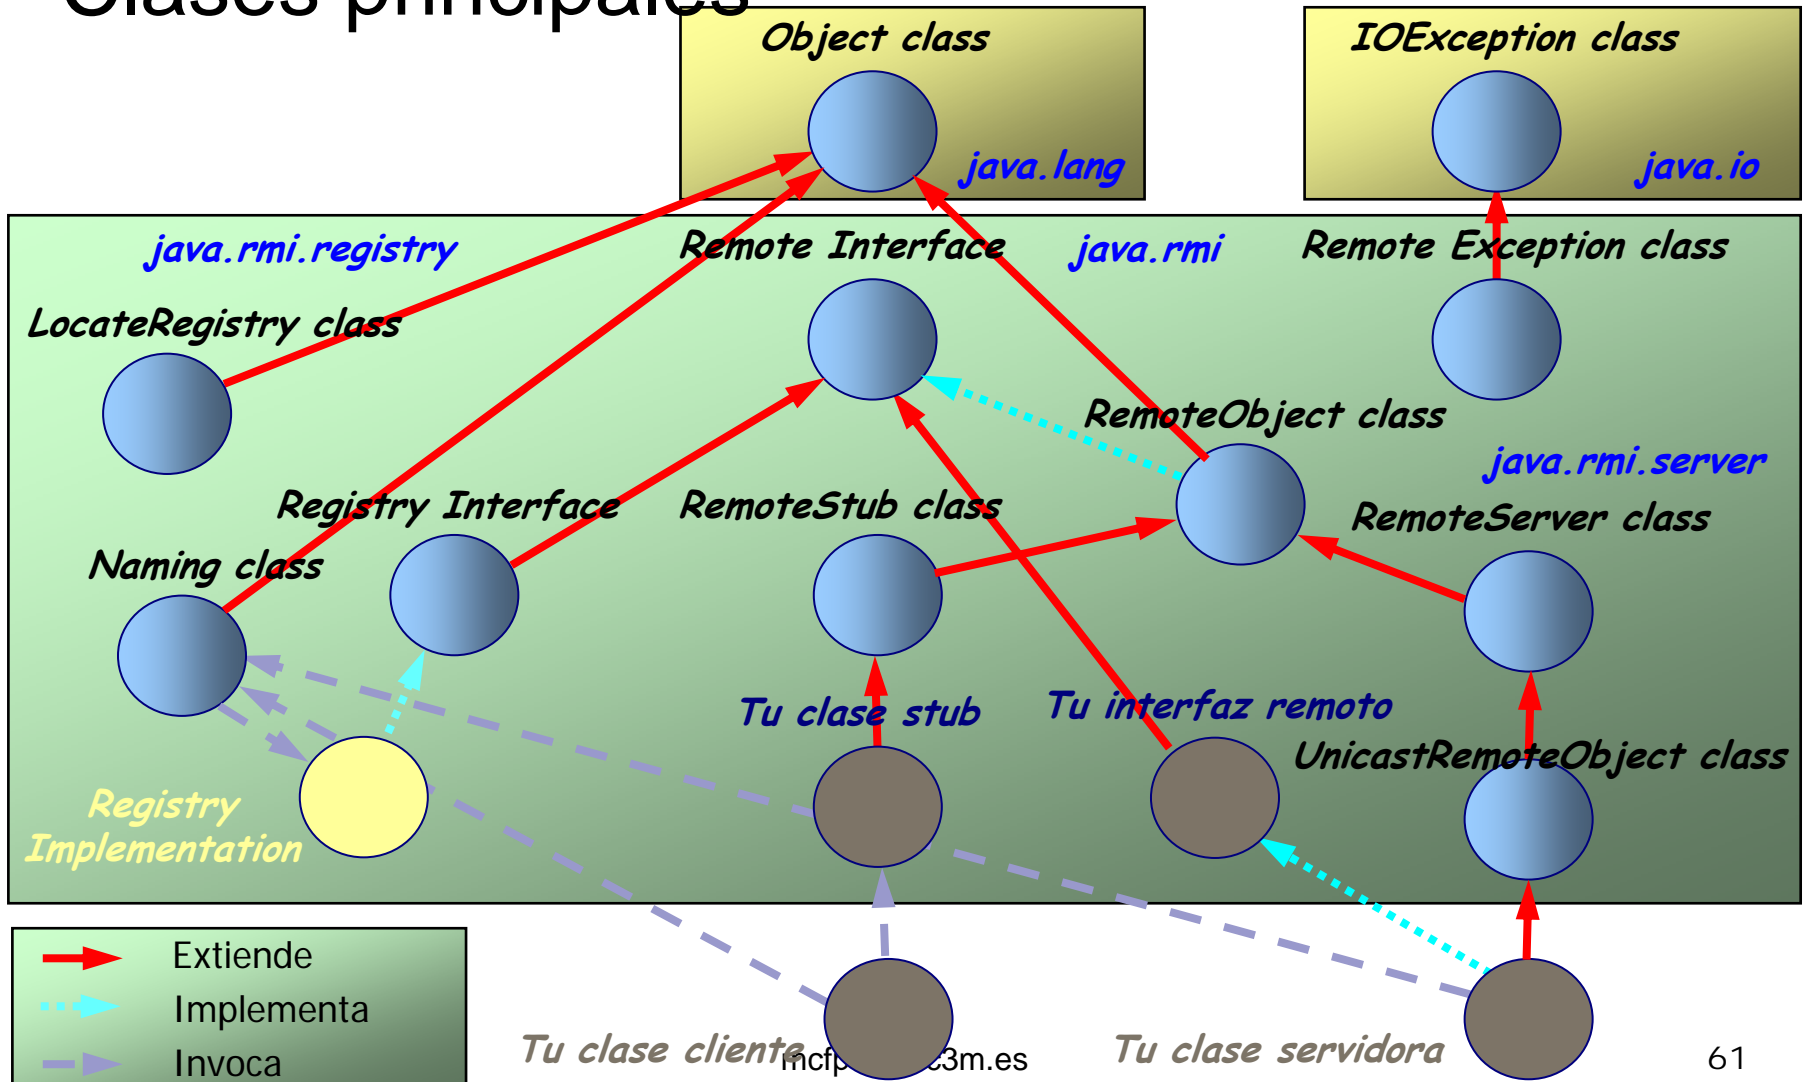 Clases principales
Object class
IOException class
java.lang
java.io
java.rmi.registry
Remote Interface
java.rmi
Remote Exception class
LocateRegistry class
RemoteObject class
java.rmi.server
Registry Interface
RemoteStub class
RemoteServer class
Naming class
Tu clase stub
Tu interfaz remoto
UnicastRemoteObject class
Registry
Implementation
Extiende
Implementa
Invoca
Tu clase cliente
Tu clase servidora
61